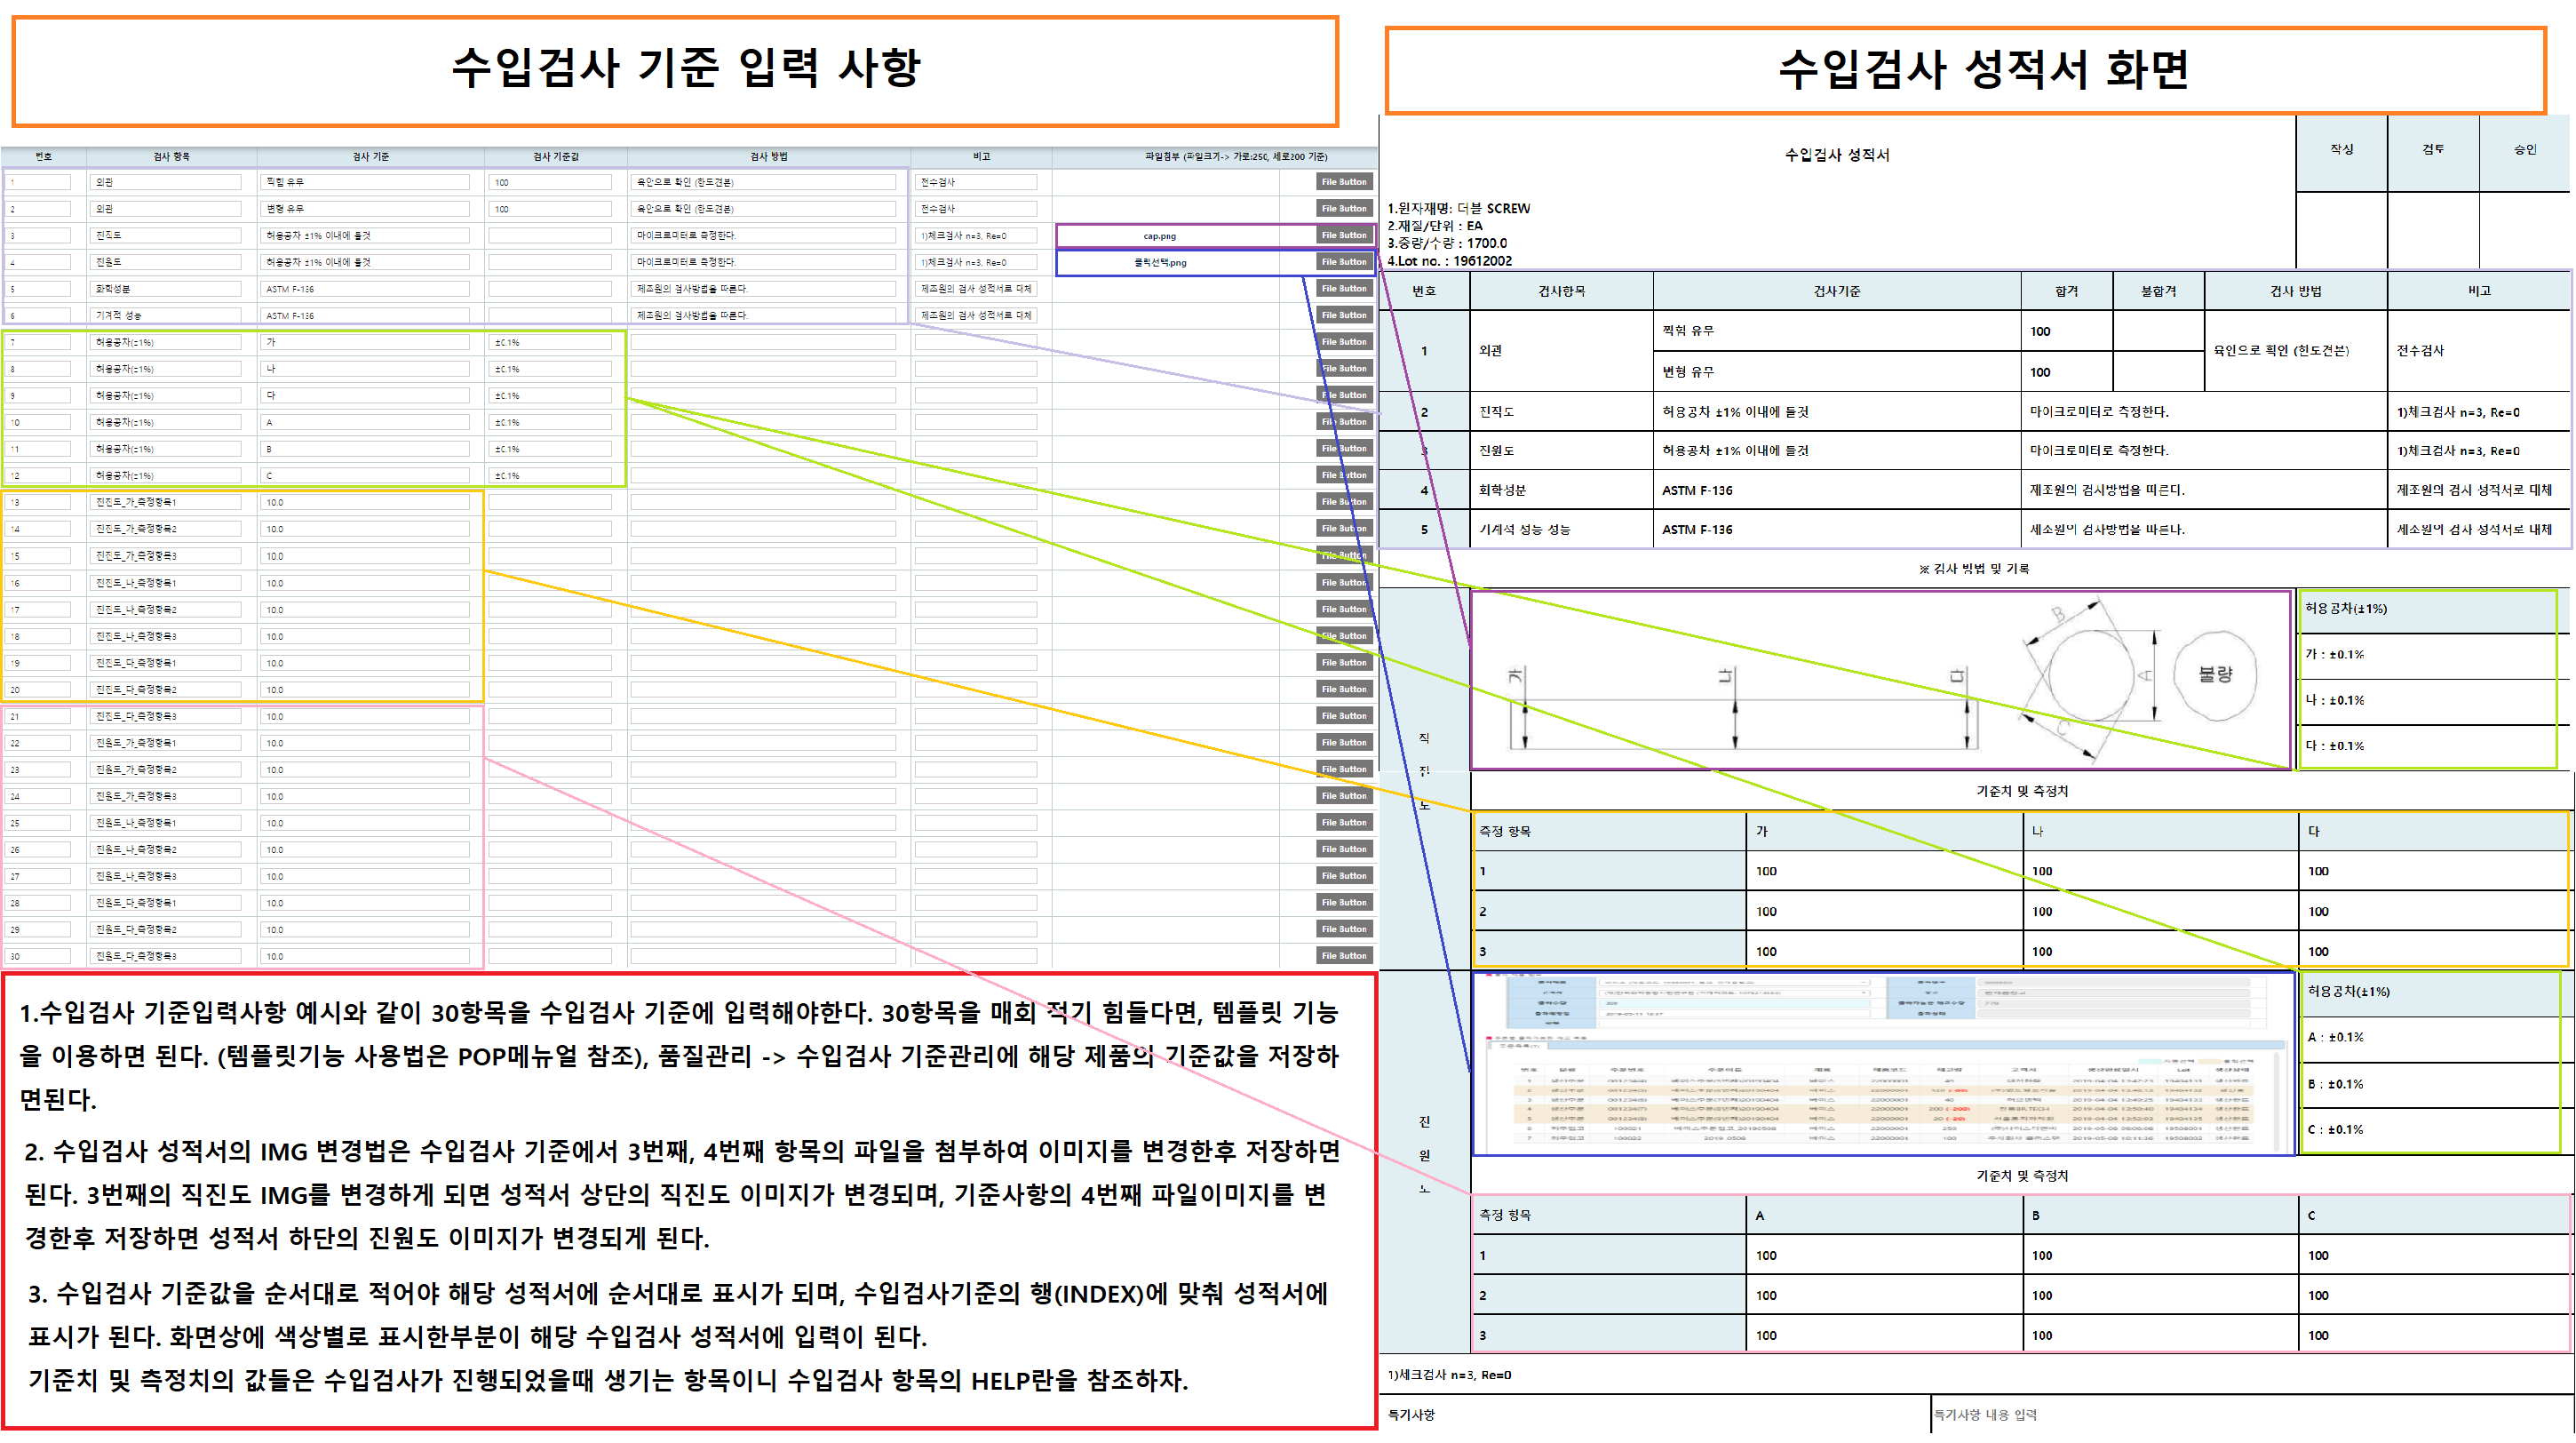 수입검사 기준 입력 사항
번호 검사 항목 검사 기준 검사 기준값 검사 방법 비고 파일첨부 (파일크기-> 가로:250, 세로200 기준)
1 외관 찍힘 유무 100 육안으로 확인 (한도견본) 전수검사 File Button
2 외관 변형 유무 100 육안으로 확인 (한도견본) 전수검사 File Button
3 진직도 허용공차 ±1% 이내에 들것 마이크로미터로 측정한다. 1)체크검사 n=3, Re=0 cap.png File Button
4 진원도 허용공차 ±1% 이내에 들것 마이크로미터로 측정한다. 1)체크검사 n=3, Re=0 클릭선택.png File Button
5 화학성분 ASTM F-136 제조원의 검사방법을 따른다. 제조원의 검사 성적서로 대체 File Button
6 기계적 성능 ASTM F-136 제조원의 검사방법을 따른다. 제조원의 검사 성적서로 대체 File Button
7 허용공차(±1%) 가 ±0.1% File Button
8 허용공차(±1%) 나 ±0.1% File Button
9 허용공차(±1%) 다 ±0.1% File Button
10 허용공차(±1%) A ±0.1% File Button
11 허용공차(±1%) B ±0.1% File Button
12 허용공차(±1%) C ±0.1% File Button
13 진진도_가_측정항목1 10.0 File Button
14 진진도_가_측정항목2 10.0 File Button
15 진진도_가_측정항목3 10.0 File Button
16 진진도_나_측정항목1 10.0 File Button
17 진진도_나_측정항목2 10.0 File Button
18 진진도_나_측정항목3 10.0 File Button
19 진진도_다_측정항목1 10.0 File Button
20 진진도_다_측정항목2 10.0 File Button
21 진진도_다_측정항목3 10.0 File Button
22 진원도_가_측정항목1 10.0 File Button
23 진원도_가_측정항목2 10.0 File Button
24 진원도_가_측정항목3 10.0 File Button
25 진원도_나_측정항목1 10.0 File Button
26 진원도_나_측정항목2 10.0 File Button
27 진원도_나_측정항목3 10.0 File Button
28 진원도_다_측정항목1 10.0 File Button
29 진원도_다_측정항목2 10.0 File Button
30 진원도_다_측정항목3 10.0 File Button
1.수입검사 기준입력사항 예시와 같이 30항목을 수입검사 기준에 입력해야한다. 30항목을 매회 적기 힘들다면, 템플릿 기능
을 이용하면 된다. (템플릿기능 사용법은 POP메뉴얼 참조), 품질관리 -> 수입검사 기준관리에 해당 제품의 기준값을 저장하
면된다.
2. 수입검사 성적서의 IMG 변경법은 수입검사 기준에서 3번째, 4번째 항목의 파일을 첨부하여 이미지를 변경한후 저장하면
된다. 3번째의 직진도 IMG를 변경하게 되면 성적서 상단의 직진도 이미지가 변경되며, 기준사항의 4번째 파일이미지를 변
경한후 저장하면 성적서 하단의 진원도 이미지가 변경되게 된다.
3. 수입검사 기준값을 순서대로 적어야 해당 성적서에 순서대로 표시가 되며, 수입검사기준의 행(INDEX)에 맞춰 성적서에
표시가 된다. 화면상에 색상별로 표시한부분이 해당 수입검사 성적서에 입력이 된다.
기준치 및 측정치의 값들은 수입검사가 진행되었을때 생기는 항목이니 수입검사 항목의 HELP란을 참조하자.
수입검사 성적서 화면
수입검사 성적서
작성 검토 승인
1.원자재명: 더블 SCREW
2.재질/단위 : EA
3.중량/수량 : 1700.0
4.Lot no. : 19612002
번호 검사항목 검사기준 합격 불합격 검사 방법 비고
1 외관 찍힘 유무 100 육안으로 확인 (한도견본) 전수검사
변형 유무 100
2 진직도 허용공차 ±1% 이내에 들것 마이크로미터로 측정한다. 1)체크검사 n=3, Re=0
3 진원도 허용공차 ±1% 이내에 들것 마이크로미터로 측정한다. 1)체크검사 n=3, Re=0
4 화학성분 ASTM F-136 제조원의 검사방법을 따른다. 제조원의 검사 성적서로 대체
5 기계적 성능 성능 ASTM F-136 제조원의 검사방법을 따른다. 제조원의 검사 성적서로 대체
※ 검사 방법 및 기록
직
진
도
가 나 다 B A C 불량
허용공차(±1%)
가 : ±0.1%
나 : ±0.1%
다 : ±0.1%
기준치 및 측정치
측정 항목 가 나 다
1 100 100 100
2 100 100 100
3 100 100 100
진
원
도
허용공차(±1%)
A : ±0.1%
B : ±0.1%
C : ±0.1%
기준치 및 측정치
측정 항목 A B C
1 100 100 100
2 100 100 100
3 100 100 100
1)체크검사 n=3, Re=0
특기사항 특기사항 내용 입력